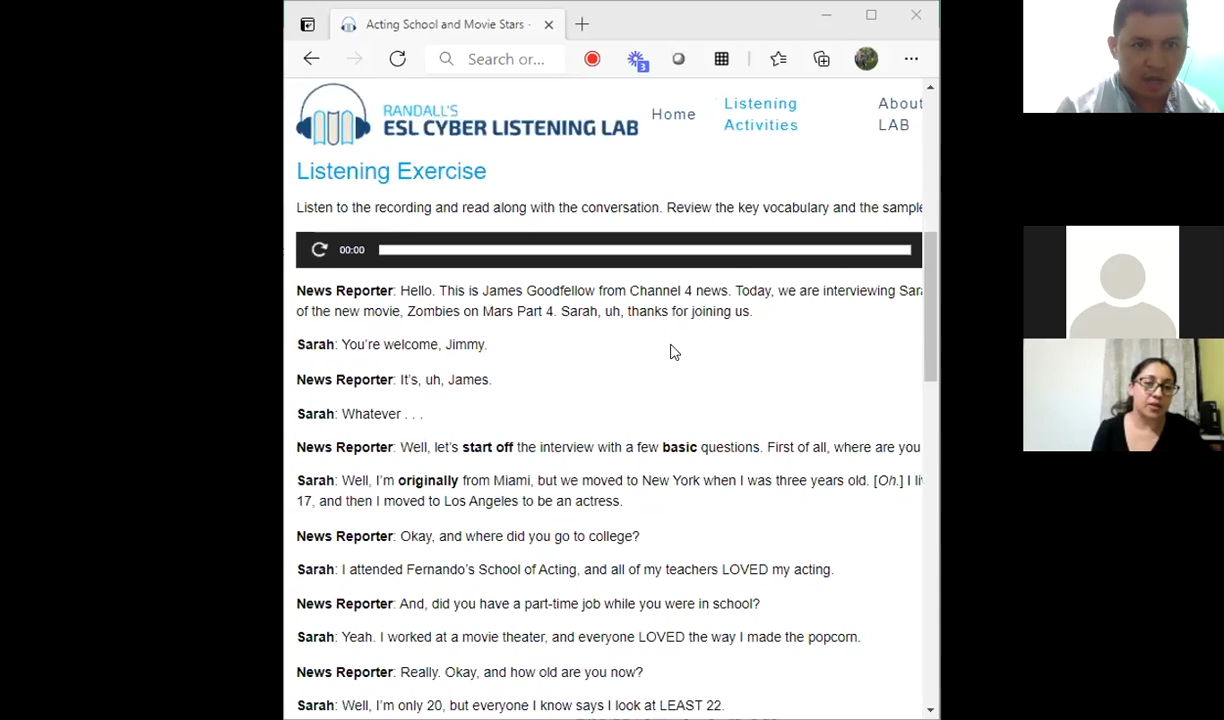 Acting School and Movie Stars -
Search or...
3
RANDALL'S
ESL CYBER LISTENING LAB
Home
Listening
Activities
About
LAB
Listening Exercise
Listen to the recording and read along with the conversation. Review the key vocabulary and the sample
00:00
News Reporter: Hello. This is James Goodfellow from Channel 4 news. Today, we are interviewing Sara
of the new movie, Zombies on Mars Part 4. Sarah, uh, thanks for joining us.
Sarah: You're welcome, Jimmy.
News Reporter: It's, uh, James.
Sarah: Whatever . . .
News Reporter: Well, let's start off the interview with a few basic questions. First of all, where are you
Sarah: Well, I'm originally from Miami, but we moved to New York when I was three years old. [Oh.] I li
17, and then I moved to Los Angeles to be an actress.
News Reporter: Okay, and where did you go to college?
Sarah: I attended Fernando's School of Acting, and all of my teachers LOVED my acting.
News Reporter: And, did you have a part-time job while you were in school?
Sarah: Yeah. I worked at a movie theater, and everyone LOVED the way I made the popcorn.
News Reporter: Really. Okay, and how old are you now?
Sarah: Well, I'm only 20, but everyone I know says I look at LEAST 22.